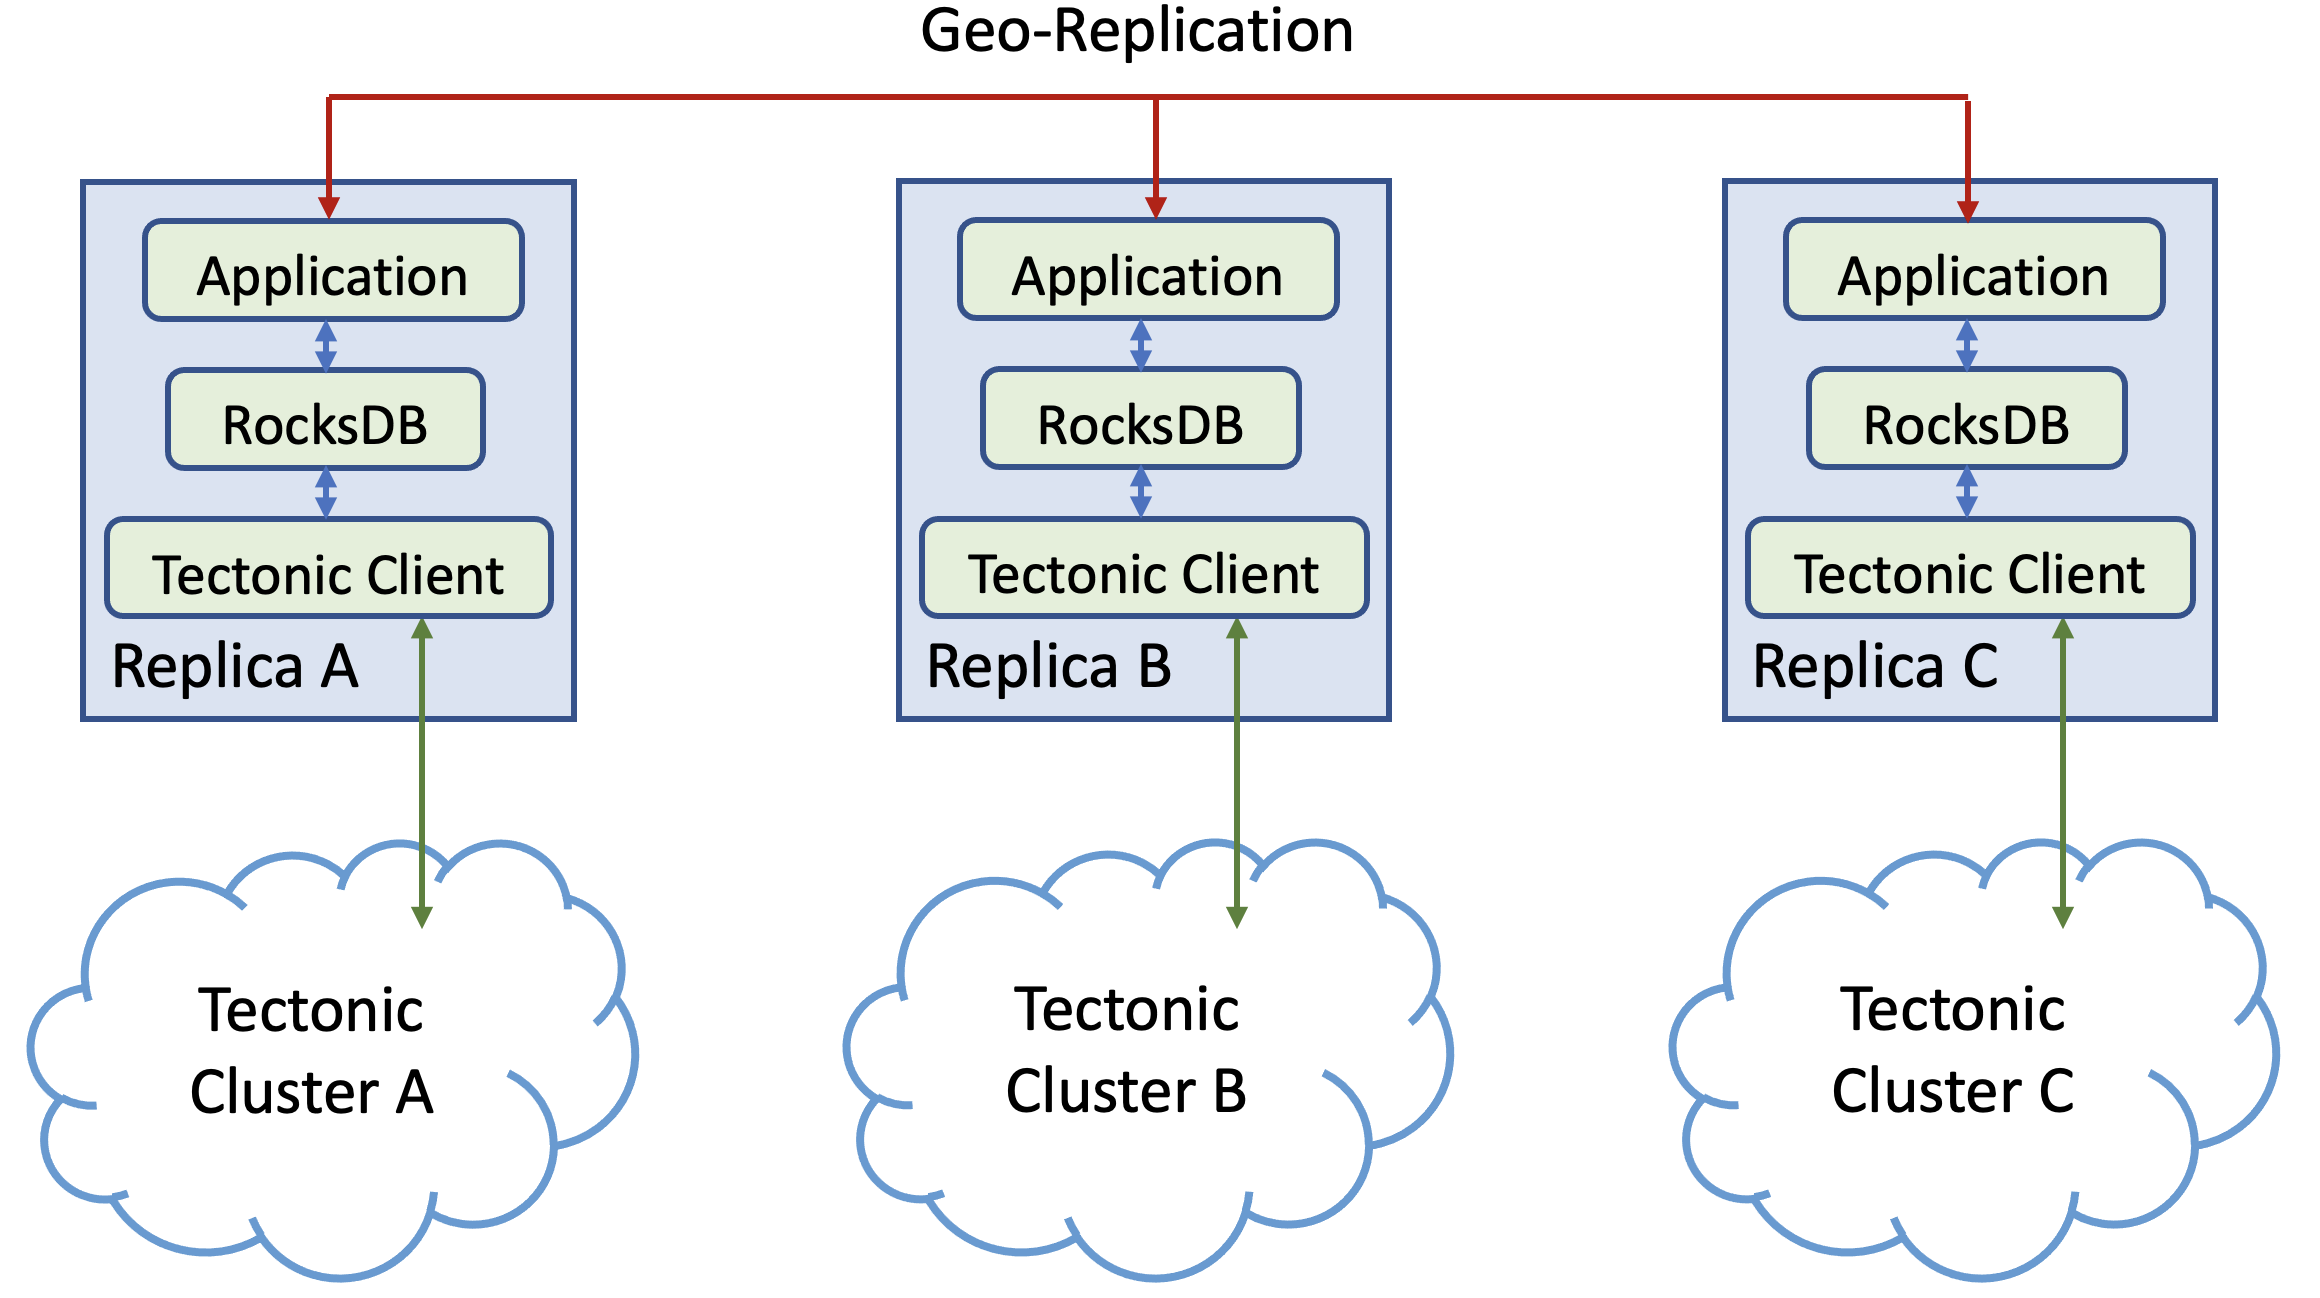 Geo-Replication
Application
RocksDB
Tectonic Client
Replica A
Application
RocksDB
Tectonic Client
Replica B
Application
RocksDB
Tectonic Client
Replica C
Tectonic
Cluster A
Tectonic
Cluster B
Tectonic
Cluster C